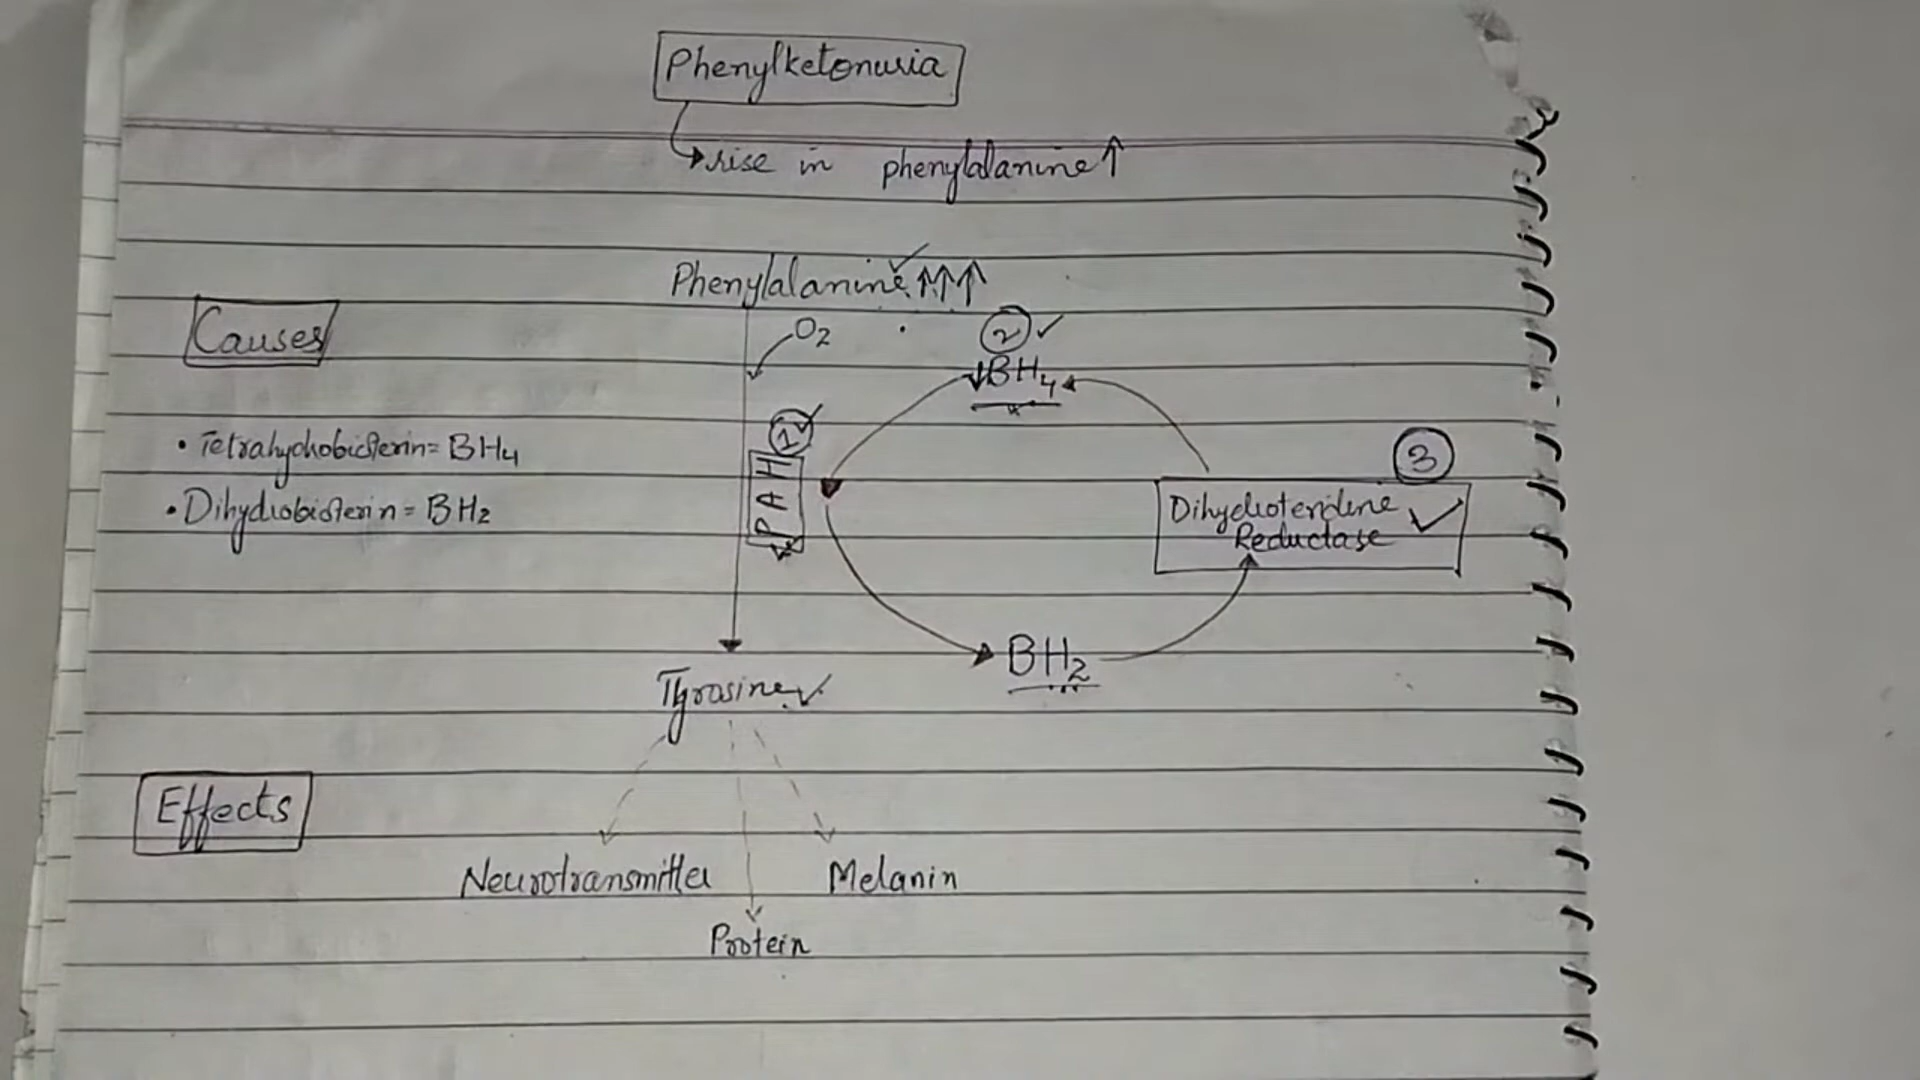 Phenylketonuria
rise in phenylalanine ↑
Phenylalanine ↑↑↑
Causes
O2
2
↓BH4
1
PAH
• Tetrahydrobiopterin = BH4
• Dihydrobiopterin = BH2
3
Dihydropteridine
Reductase
BH2
Tyrosine
Effects
Neurotransmitter
Melanin
Protein